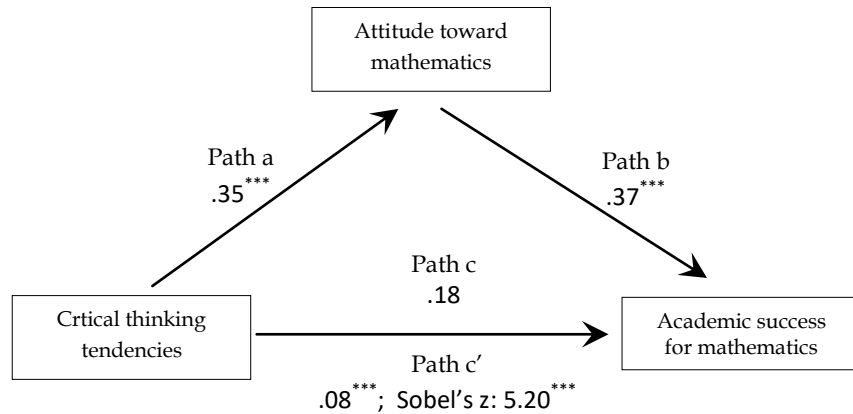 Attitude toward
mathematics
Path a
.35***
Path b
.37***
Path c
.18
Crtical thinking
tendencies
Academic success
for mathematics
Path c’
.08***; Sobel’s z: 5.20***